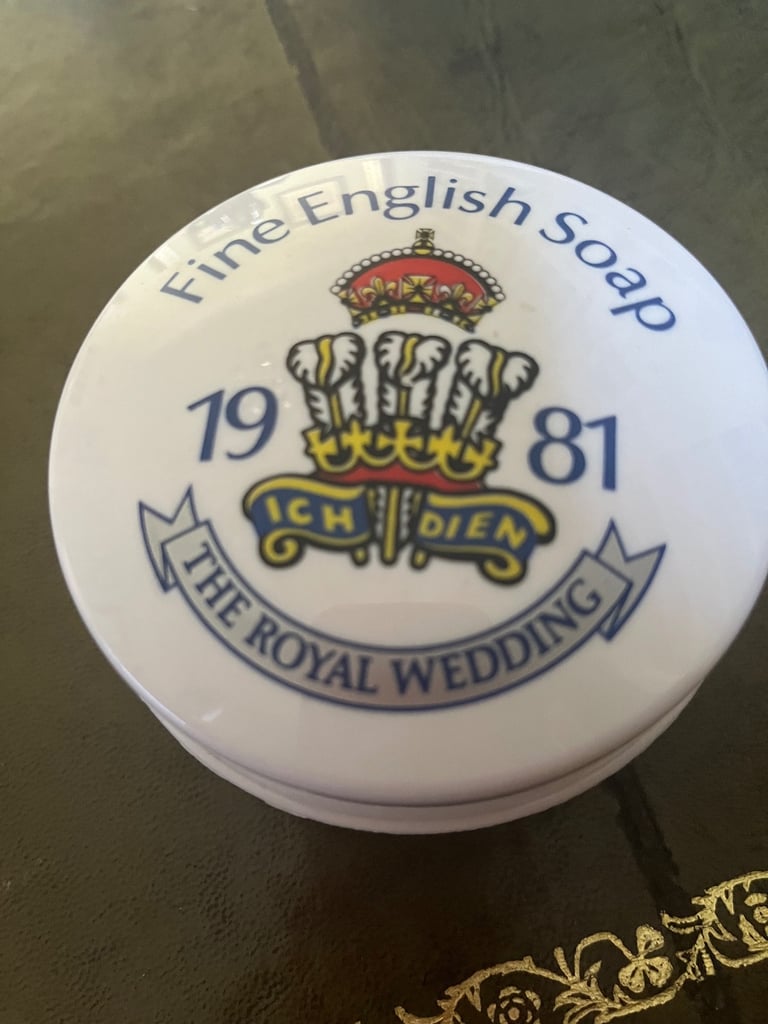 Fine English Soap
19 81
ICH DIEN
THE ROYAL WEDDING